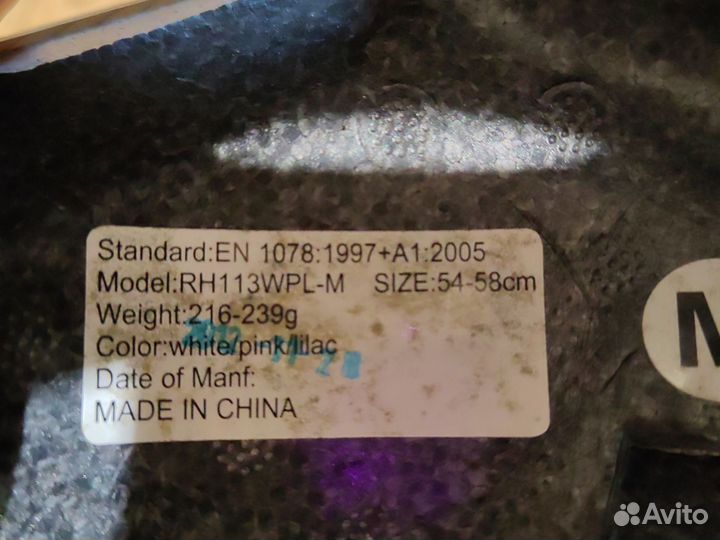 Standard:EN 1078:1997+A1:2005
Model:RH113WPL-M SIZE:54-58cm
Weight:216-239g
Color:white/pink/lilac
Date of Manf:
MADE IN CHINA
M
Avito